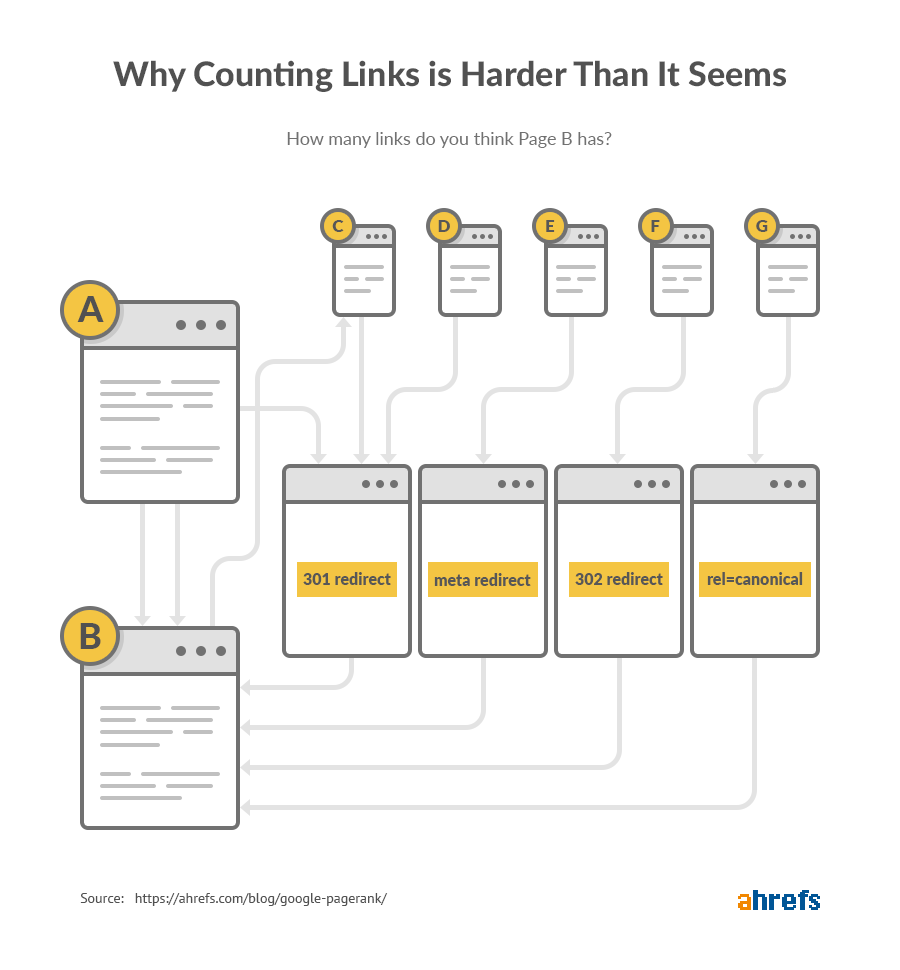 Why Counting Links is Harder Than It Seems
How many links do you think Page B has?
C
D
E
F
G
A
301 redirect
meta redirect
302 redirect
rel=canonical
B
Source: https://ahrefs.com/blog/google-pagerank/
ahrefs